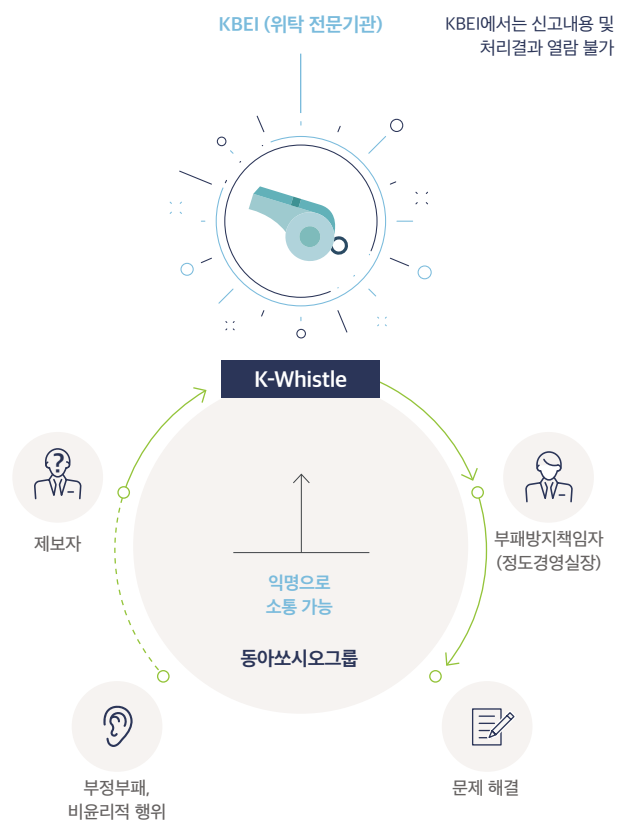 KBEI (위탁 전문기관)
KBEI에서는 신고내용 및
처리결과 열람 불가
K-Whistle
?
제보자
부패방지책임자
(정도경영실장)
익명으로
소통 가능
동아쏘시오그룹
부정부패,
비윤리적 행위
문제 해결